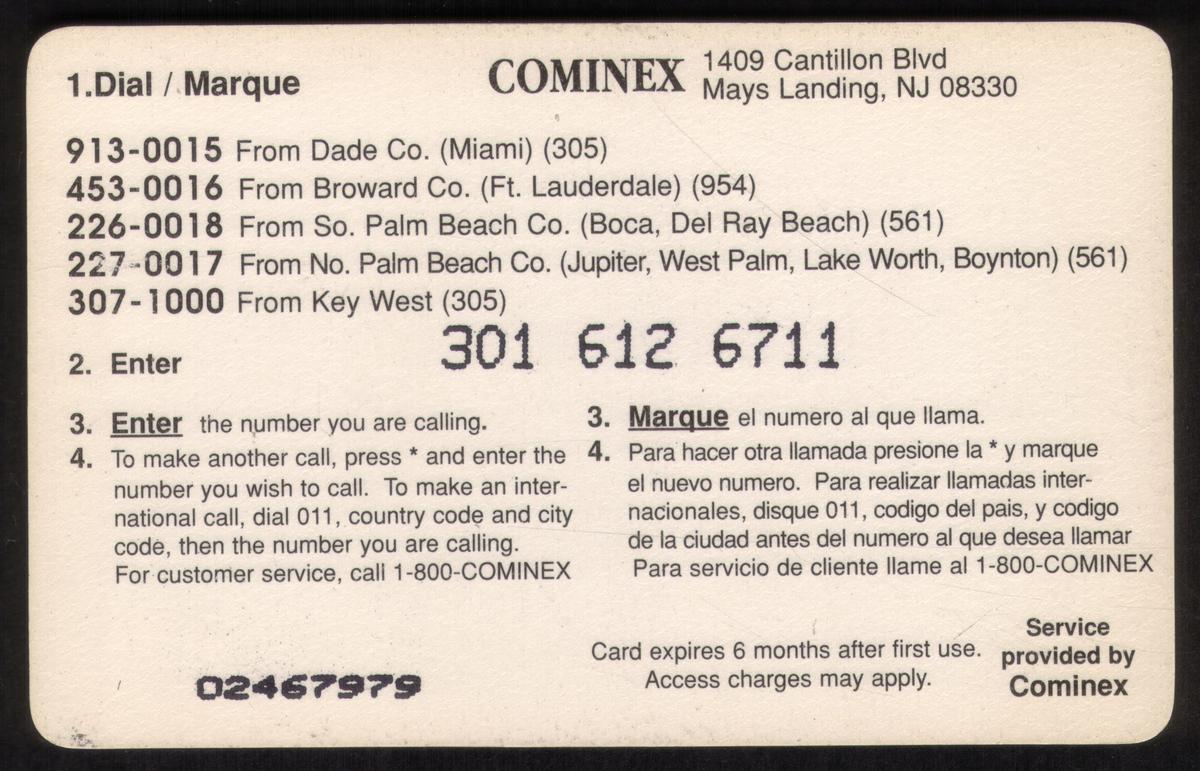 1.Dial / Marque
COMINEX
1409 Cantillon Blvd
Mays Landing, NJ 08330
913-0015 From Dade Co. (Miami) (305)
453-0016 From Broward Co. (Ft. Lauderdale) (954)
226-0018 From So. Palm Beach Co. (Boca, Del Ray Beach) (561)
227-0017 From No. Palm Beach Co. (Jupiter, West Palm, Lake Worth, Boynton) (561)
307-1000 From Key West (305)
2. Enter 301 612 6711
3. Enter the number you are calling.
4. To make another call, press * and enter the
number you wish to call. To make an inter-
national call, dial 011, country code and city
code, then the number you are calling.
For customer service, call 1-800-COMINEX
3. Marque el numero al que llama.
4. Para hacer otra llamada presione la * y marque
el nuevo numero. Para realizar llamadas inter-
nacionales, disque 011, codigo del pais, y codigo
de la ciudad antes del numero al que desea llamar
Para servicio de cliente llame al 1-800-COMINEX
02467979
Card expires 6 months after first use.
Access charges may apply.
Service
provided by
Cominex